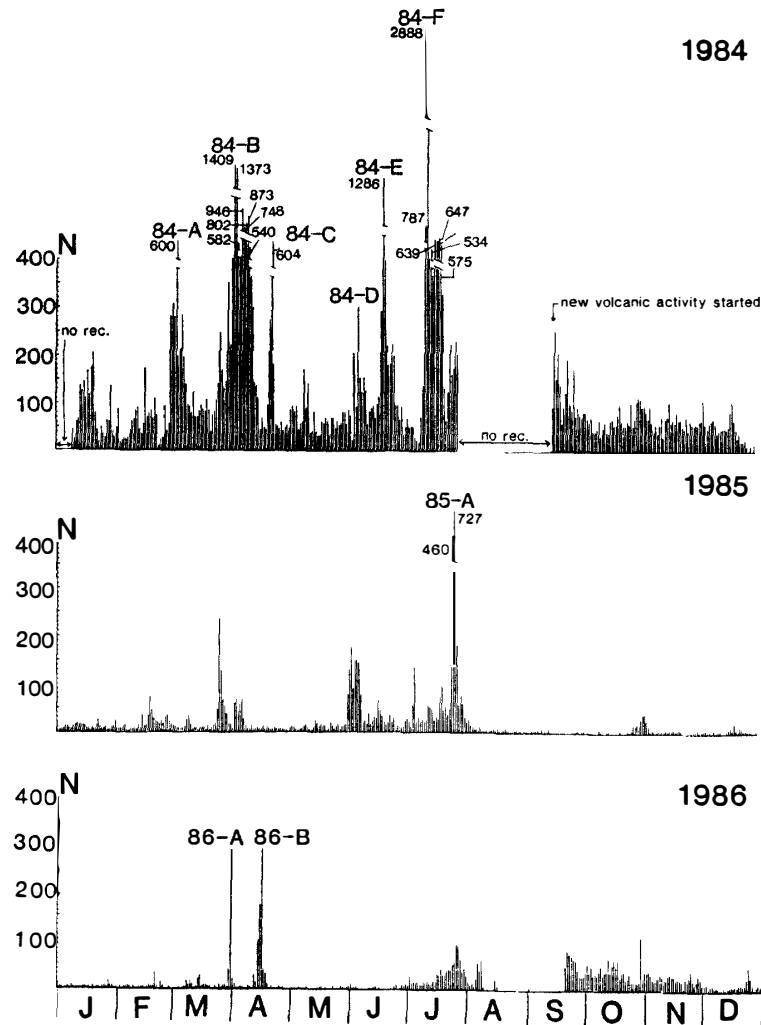 84-F
2888
1984
84-B
1409
1373
84-E
1286
873
946
748
802
787
647
84-A
582
540
84-C
639
534
N
600
604
575
400
300
84-D
new volcanic activity started
no rec.
200
100
no rec.
1985
85-A
N
727
400
460
300
200
100
N
1986
400
86-A 86-B
300
200
100
J F M A M J J A S O N D